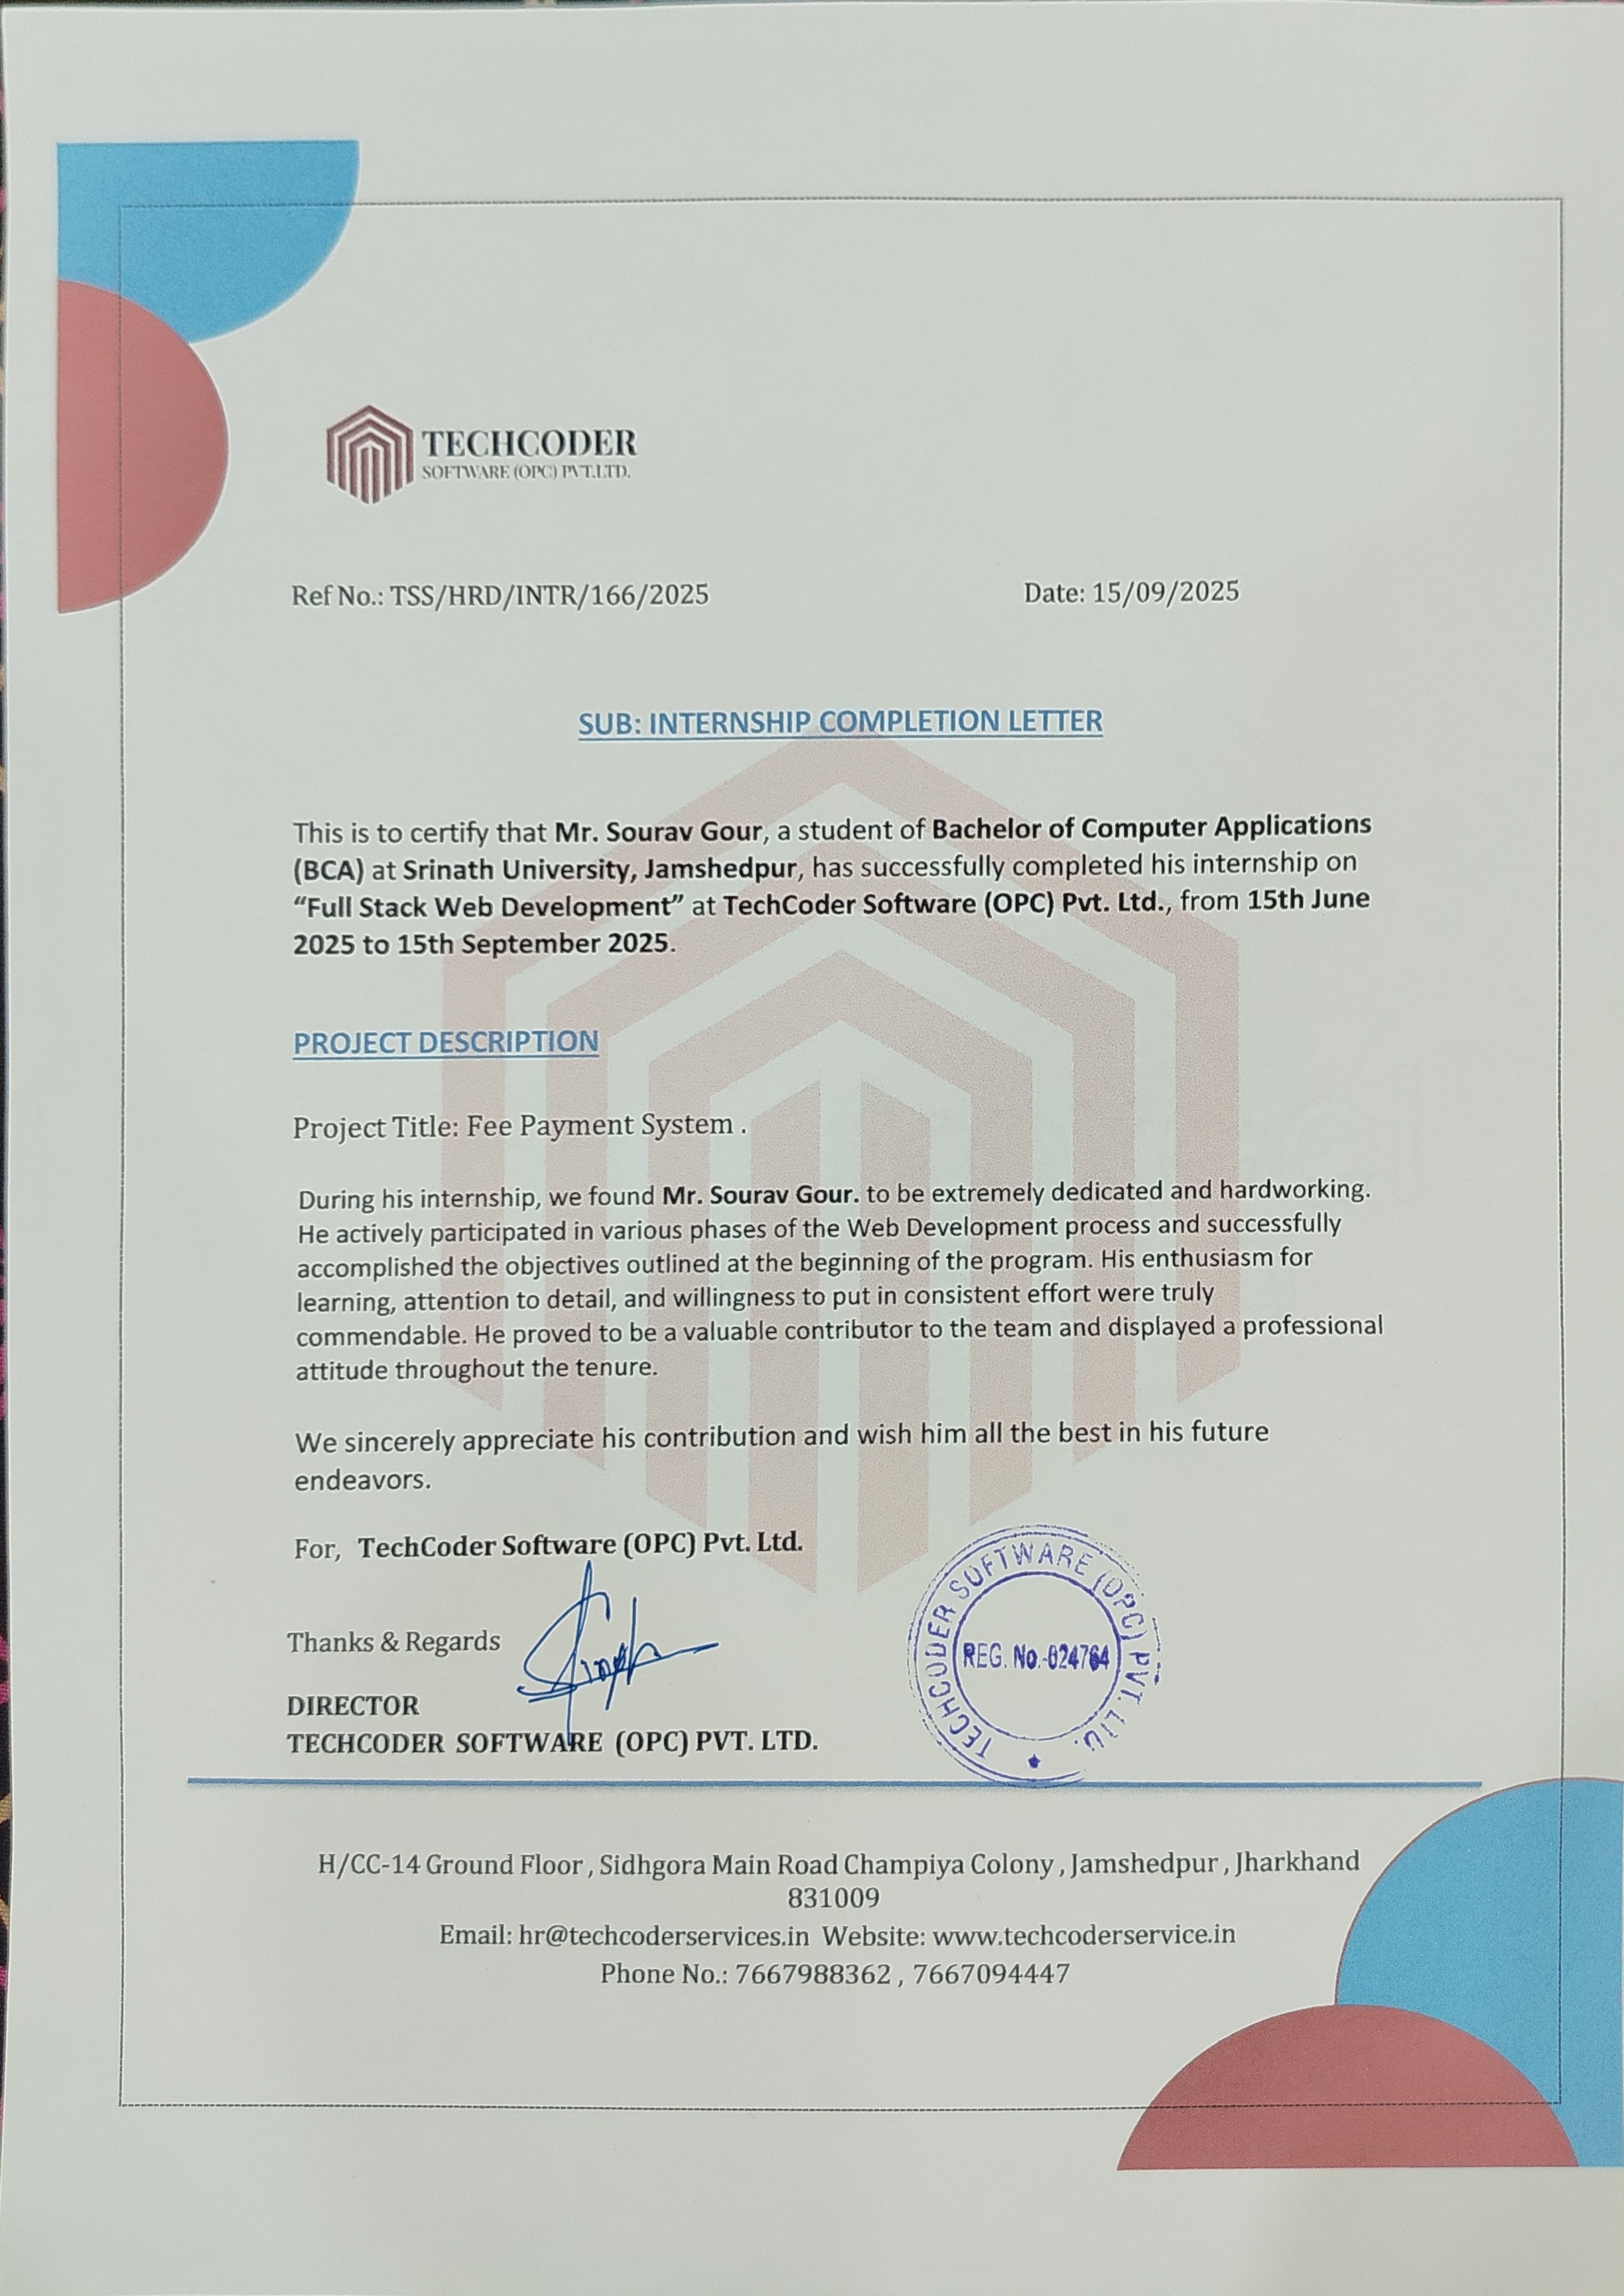 TECHCODER
SOFTWARE (OPC) PVT.LTD.
Ref No.: TSS/HRD/INTR/166/2025 Date: 15/09/2025
SUB: INTERNSHIP COMPLETION LETTER
This is to certify that Mr. Sourav Gour, a student of Bachelor of Computer Applications
(BCA) at Srinath University, Jamshedpur, has successfully completed his internship on
“Full Stack Web Development” at TechCoder Software (OPC) Pvt. Ltd., from 15th June
2025 to 15th September 2025.
PROJECT DESCRIPTION
Project Title: Fee Payment System .
During his internship, we found Mr. Sourav Gour. to be extremely dedicated and hardworking.
He actively participated in various phases of the Web Development process and successfully
accomplished the objectives outlined at the beginning of the program. His enthusiasm for
learning, attention to detail, and willingness to put in consistent effort were truly
commendable. He proved to be a valuable contributor to the team and displayed a professional
attitude throughout the tenure.
We sincerely appreciate his contribution and wish him all the best in his future
endeavors.
For, TechCoder Software (OPC) Pvt. Ltd.
Thanks & Regards
Singh
DIRECTOR
TECHCODER SOFTWARE (OPC) PVT. LTD.
TECHCODER SOFTWARE (OPC) PVT. LTD.
REG. No.-024764
H/CC-14 Ground Floor , Sidhgora Main Road Champiya Colony , Jamshedpur , Jharkhand
831009
Email: hr@techcoderservices.in Website: www.techcoderservice.in
Phone No.: 7667988362 , 7667094447